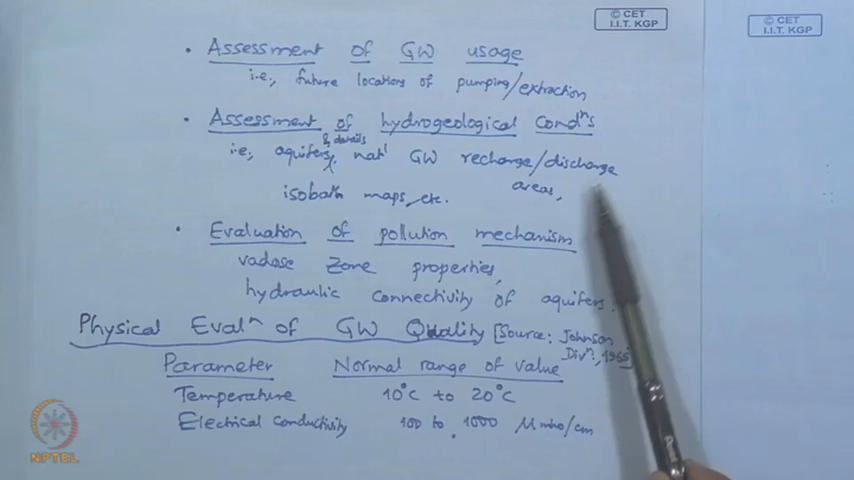 © CET
I.I.T. KGP
© CET
I.I.T. KGP
• Assessment of GW usage
i.e., future locations of pumping/extraction
• Assessment of hydrogeological Condⁿs
i.e., aquifers & details, natˡ GW recharge/discharge
areas,
isobath maps, etc.
• Evaluation of pollution mechanism
vadose zone properties,
hydraulic connectivity of aquifers.
Physical Evalⁿ of GW Quality [Source: Johnson
Divⁿ, 1966]
Parameter Normal range of value
Temperature 10°C to 20°C
Electrical conductivity 100 to 1000 μ mho/cm
NPTEL